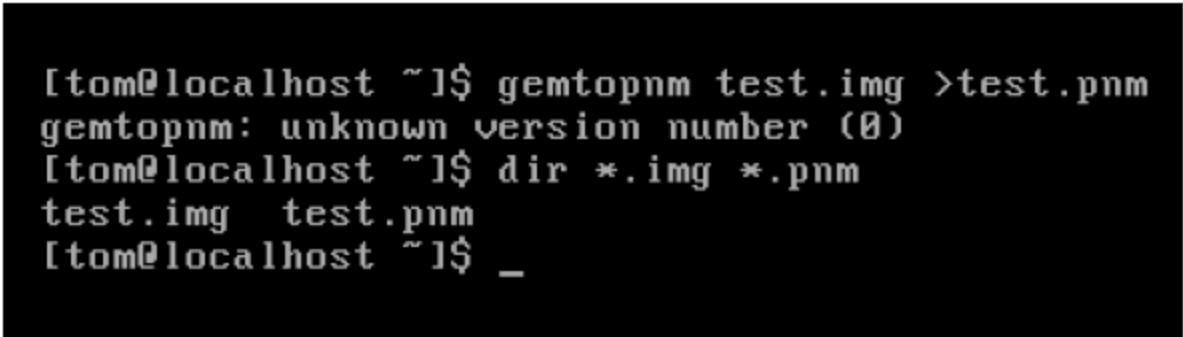 [tom@localhost ~]$ gemtopnm test.img >test.pnm
gemtopnm: unknown version number (0)
[tom@localhost ~]$ dir *.img *.pnm
test.img  test.pnm
[tom@localhost ~]$ _